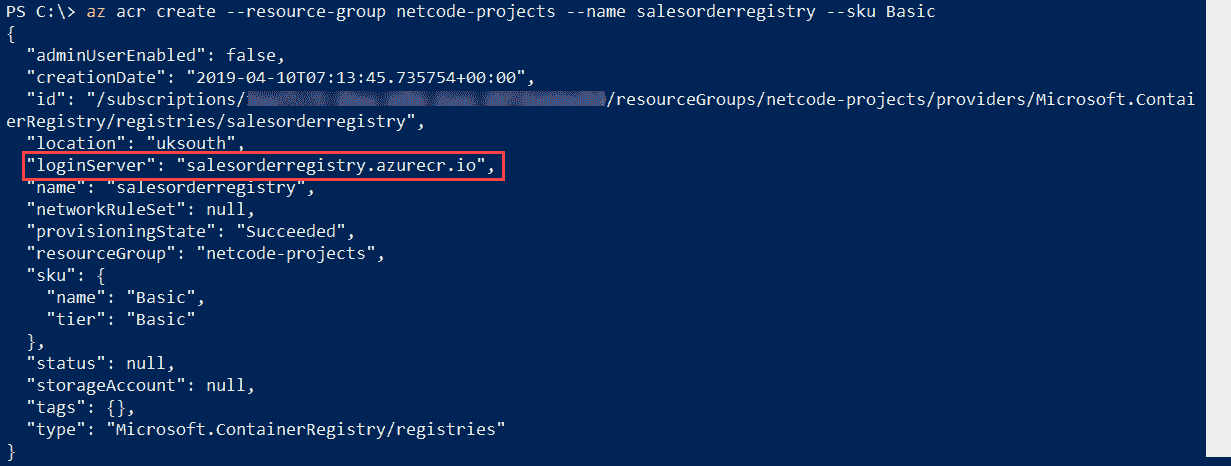 PS C:\> az acr create --resource-group netcode-projects --name salesorderregistry --sku Basic
{
  "adminUserEnabled": false,
  "creationDate": "2019-04-10T07:13:45.735754+00:00",
  "id": "/subscriptions/ /resourceGroups/netcode-projects/providers/Microsoft.Contai
erRegistry/registries/salesorderregistry",
  "location": "uksouth",
  "loginServer": "salesorderregistry.azurecr.io",
  "name": "salesorderregistry",
  "networkRuleSet": null,
  "provisioningState": "Succeeded",
  "resourceGroup": "netcode-projects",
  "sku": {
    "name": "Basic",
    "tier": "Basic"
  },
  "status": null,
  "storageAccount": null,
  "tags": {},
  "type": "Microsoft.ContainerRegistry/registries"
}